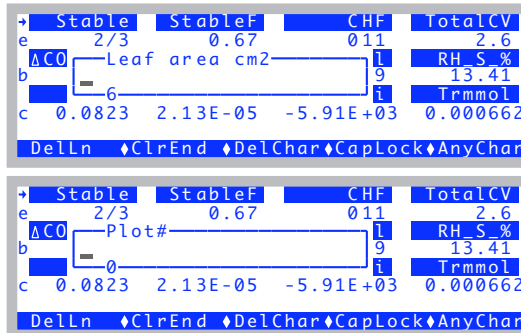 → Stable StableF CHF TotalCV
e 2/3 0.67 011 2.6
ΔCO Leaf area cm2 l RH_S_%
b 9 13.41
6 i Trmmol
c 0.0823 2.13E-05 -5.91E+03 0.000662
DelLn ♦ClrEnd ♦DelChar♦CapLock♦AnyChar
→ Stable StableF CHF TotalCV
e 2/3 0.67 011 2.6
ΔCO Plot# l RH_S_%
b 9 13.41
0 i Trmmol
c 0.0823 2.13E-05 -5.91E+03 0.000662
DelLn ♦ClrEnd ♦DelChar♦CapLock♦AnyChar